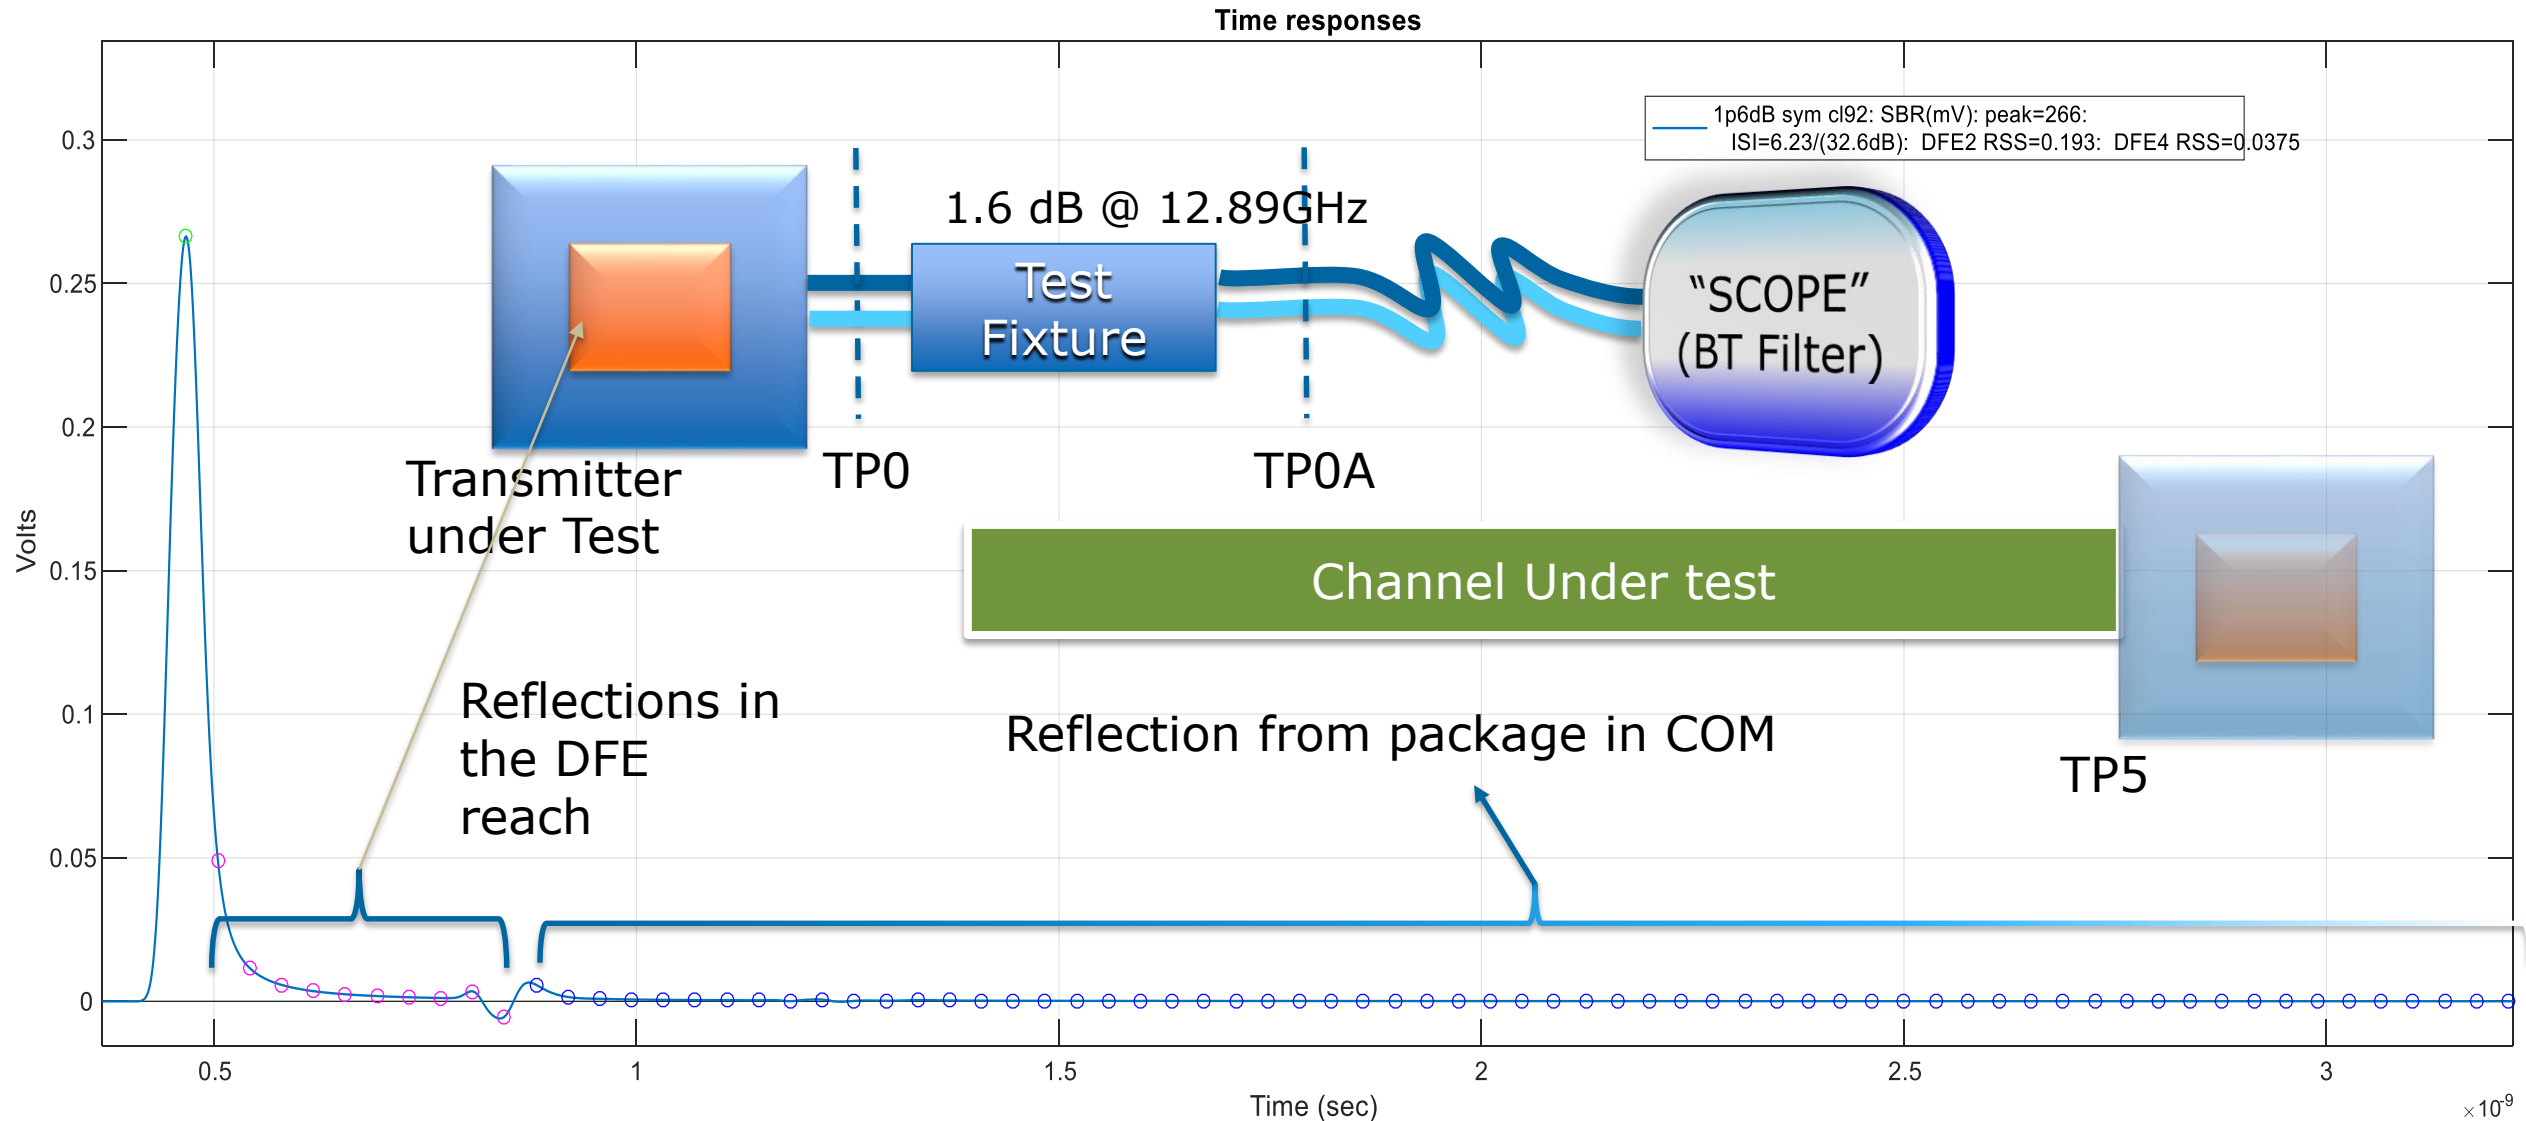 Time responses
1p6dB sym cl92: SBR(mV): peak=266:
ISI=6.23/(32.6dB): DFE2 RSS=0.193: DFE4 RSS=0.0375
1.6 dB @ 12.89GHz
Test
Fixture
“SCOPE”
(BT Filter)
Transmitter
under Test
TP0
TP0A
Channel Under test
TP5
Reflections in
the DFE
reach
Reflection from package in COM
Volts
0.3
0.25
0.2
0.15
0.1
0.05
0
0.5
1
1.5
2
2.5
3
Time (sec)
×10-9